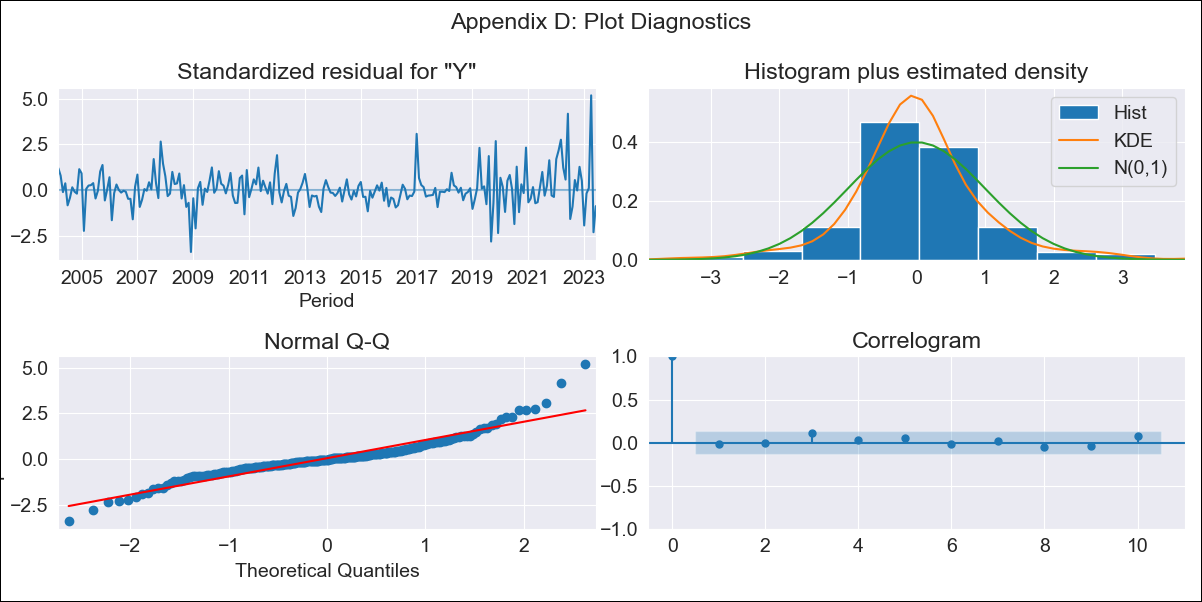 Appendix D: Plot Diagnostics
Standardized residual for "Y"
5.0
2.5
0.0
−2.5
2005 2007 2009 2011 2013 2015 2017 2019 2021 2023
Period
Histogram plus estimated density
Hist
KDE
N(0,1)
0.4
0.2
0.0
−3 −2 −1 0 1 2 3
Normal Q-Q
5.0
2.5
0.0
−2.5
−2 −1 0 1 2
Theoretical Quantiles
Correlogram
1.0
0.5
0.0
−0.5
−1.0
0 2 4 6 8 10